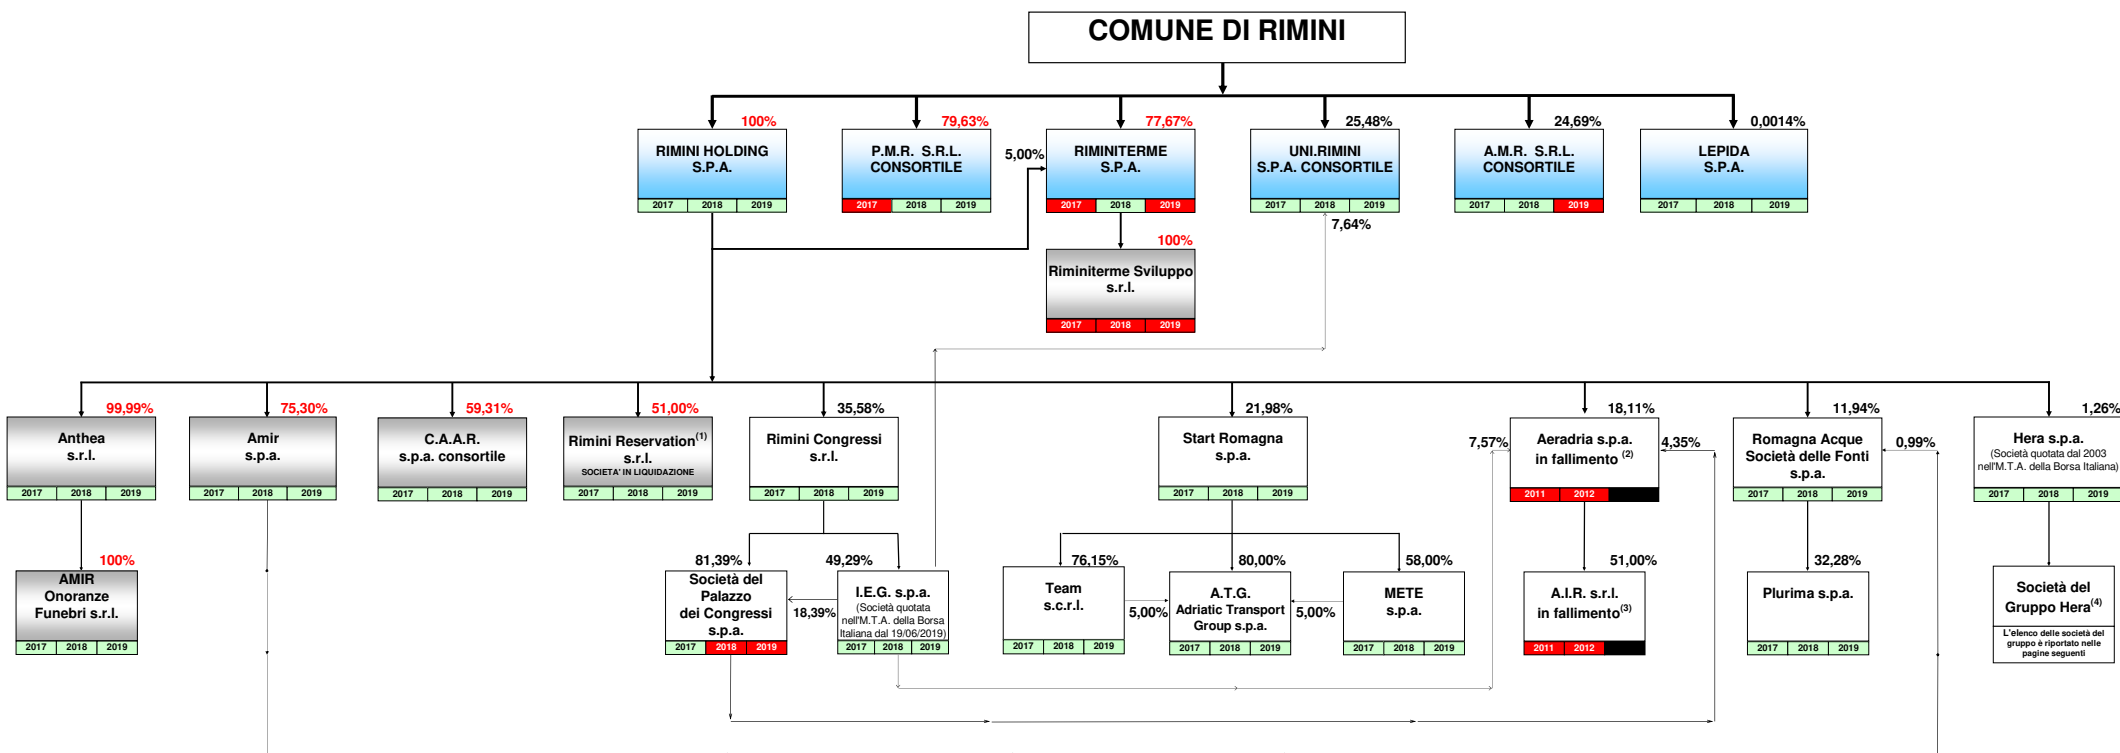 COMUNE DI RIMINI
100%
79,63%
77,67%
25,48%
24,69%
0,0014%
RIMINI HOLDING
S.P.A.
2017 2018 2019
P.M.R. S.R.L.
CONSORTILE
2017 2018 2019
5,00%
RIMINITERME
S.P.A.
2017 2018 2019
UNI.RIMINI
S.P.A. CONSORTILE
2017 2018 2019
7,64%
A.M.R. S.R.L.
CONSORTILE
2017 2018 2019
LEPIDA
S.P.A.
2017 2018 2019
100%
Riminiterme Sviluppo
s.r.l.
2017 2018 2019
99,99%
Anthea
s.r.l.
2017 2018 2019
75,30%
Amir
s.p.a.
2017 2018 2019
59,31%
C.A.A.R.
s.p.a. consortile
2017 2018 2019
51,00%
Rimini Reservation(1)
s.r.l.
SOCIETA' IN LIQUIDAZIONE
2017 2018 2019
35,58%
Rimini Congressi
s.r.l.
2017 2018 2019
21,98%
Start Romagna
s.p.a.
2017 2018 2019
7,57%
18,11%
Aeradria s.p.a.
in fallimento (2)
2011 2012
4,35%
11,94%
Romagna Acque
Società delle Fonti
s.p.a.
2017 2018 2019
0,99%
1,26%
Hera s.p.a.
(Società quotata dal 2003
nell'M.T.A. della Borsa Italiana)
2017 2018 2019
100%
AMIR
Onoranze
Funebri s.r.l.
2017 2018 2019
81,39%
Società del
Palazzo
dei Congressi
s.p.a.
2017 2018 2019
18,39%
49,29%
I.E.G. s.p.a.
(Società quotata
nell'M.T.A. della Borsa
Italiana dal 19/06/2019)
2017 2018 2019
76,15%
Team
s.c.r.l.
2017 2018 2019
5,00%
80,00%
A.T.G.
Adriatic Transport
Group s.p.a.
2017 2018 2019
5,00%
58,00%
METE
s.p.a.
2017 2018 2019
51,00%
A.I.R. s.r.l.
in fallimento(3)
2011 2012
32,28%
Plurima s.p.a.
2017 2018 2019
Società del
Gruppo Hera(4)
L'elenco delle società del
gruppo è riportato nelle
pagine seguenti